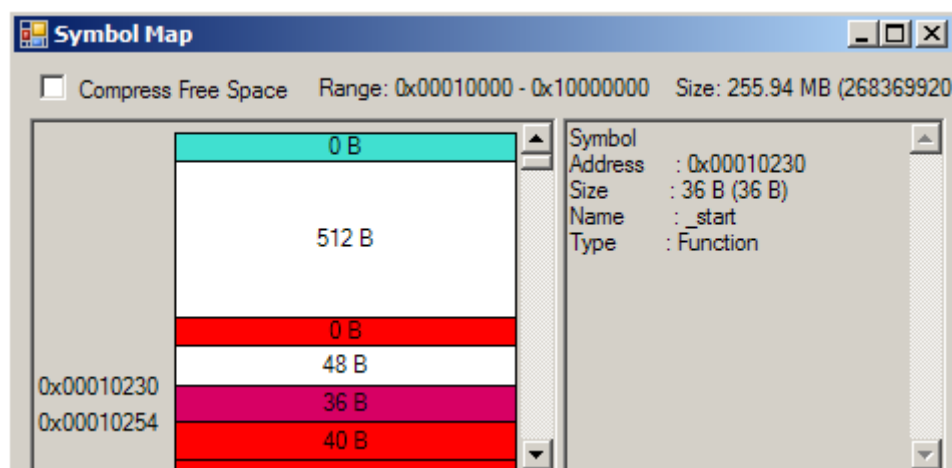 Symbol Map
Compress Free Space Range: 0x00010000 - 0x10000000 Size: 255.94 MB (268369920
0 B
512 B
0 B
48 B
0x00010230
36 B
0x00010254
40 B
Symbol
Address : 0x00010230
Size : 36 B (36 B)
Name : _start
Type : Function